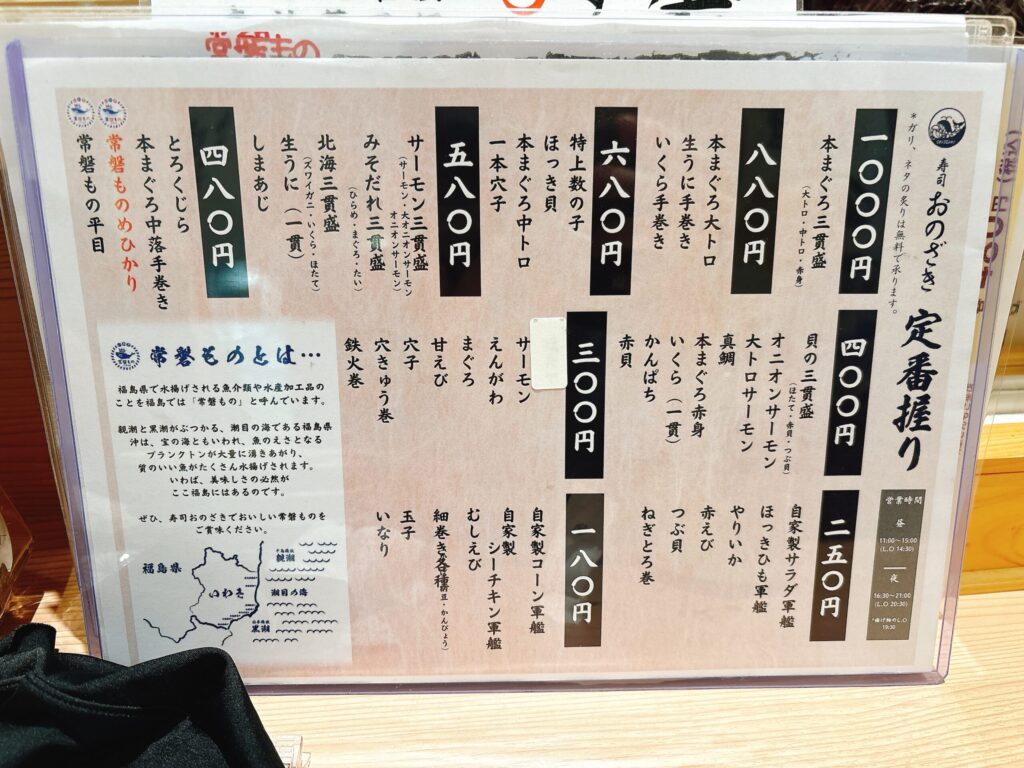 常磐もの
寿司 おのざき 定番握り
*ガリ、ネタの炙りは無料で承ります。
一〇〇〇円
本まぐろ三貫盛
(大トロ・中トロ・赤身)
八八〇円
本まぐろ大トロ
生うに手巻き
いくら手巻き
六八〇円
特上数の子
ほっき貝
本まぐろ中トロ
一本穴子
五八〇円
サーモン三貫盛
(サーモン・大オニオンサーモン
オニオンサーモン)
みそだれ三貫盛
(ひらめ・まぐろ・たい)
北海三貫盛
(ズワイガニ・いくら・ほたて)
生うに(一貫)
しまあじ
四八〇円
とろくじら
本まぐろ中落手巻き
常磐ものめひかり
常磐もの平目
四〇〇円
貝の三貫盛
(ほたて・赤貝・つぶ貝)
オニオンサーモン
大トロサーモン
真鯛
本まぐろ赤身
いくら(一貫)
かんぱち
赤貝
三〇〇円
サーモン
えんがわ
まぐろ
甘えび
穴子
穴きゅう巻
鉄火巻
二五〇円
自家製サラダ軍艦
ほっきひも軍艦
やりいか
赤えび
つぶ貝
ねぎとろ巻
一八〇円
自家製コーン軍艦
自家製
シーチキン軍艦
むしえび
細巻き各種(納豆・かんぴょう)
玉子
いなり
営業時間
昼
11:00〜15:00
(L.O 14:30)
夜
16:30〜21:00
(L.O 20:30)
*揚げ物のL.O
19:30
常磐ものとは…
福島県で水揚げされる魚介類や水産加工品の
ことを福島では「常磐もの」と呼んでいます。
親潮と黒潮がぶつかる、潮目の海である福島県
沖は、宝の海ともいわれ、魚のえさとなる
プランクトンが大量に湧きあがり、
質のいい魚がたくさん水揚げされます。
いわば、美味しさの必然が
ここ福島にはあるのです。
ぜひ、寿司おのざきでおいしい常磐ものを
ご賞味ください。
福島県
いわき
千島海流
親潮
潮目の海
日本海流
黒潮